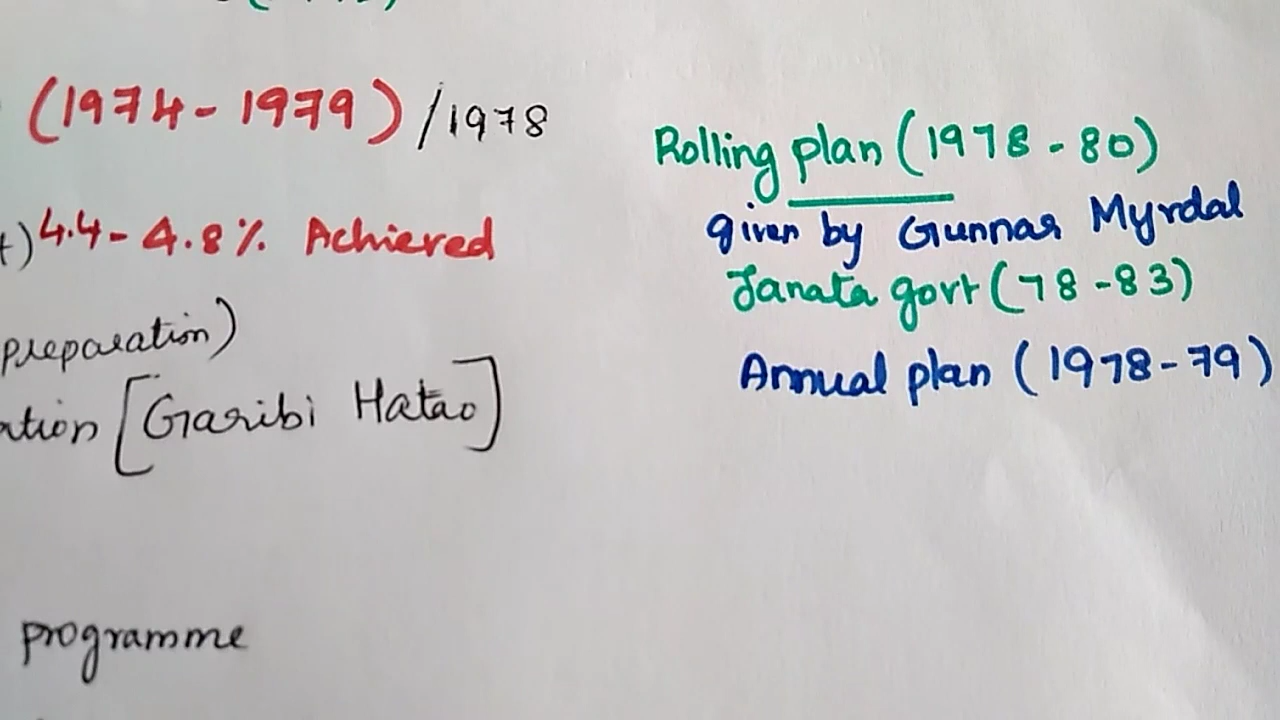 (1974-1979) /1978
t) 4.4-4.8% Achieved
preparation)
ation [Garibi Hatao]
programme
Rolling plan (1978-80)
given by Gunnar Myrdal
Janata govt (78-83)
Annual plan (1978-79)